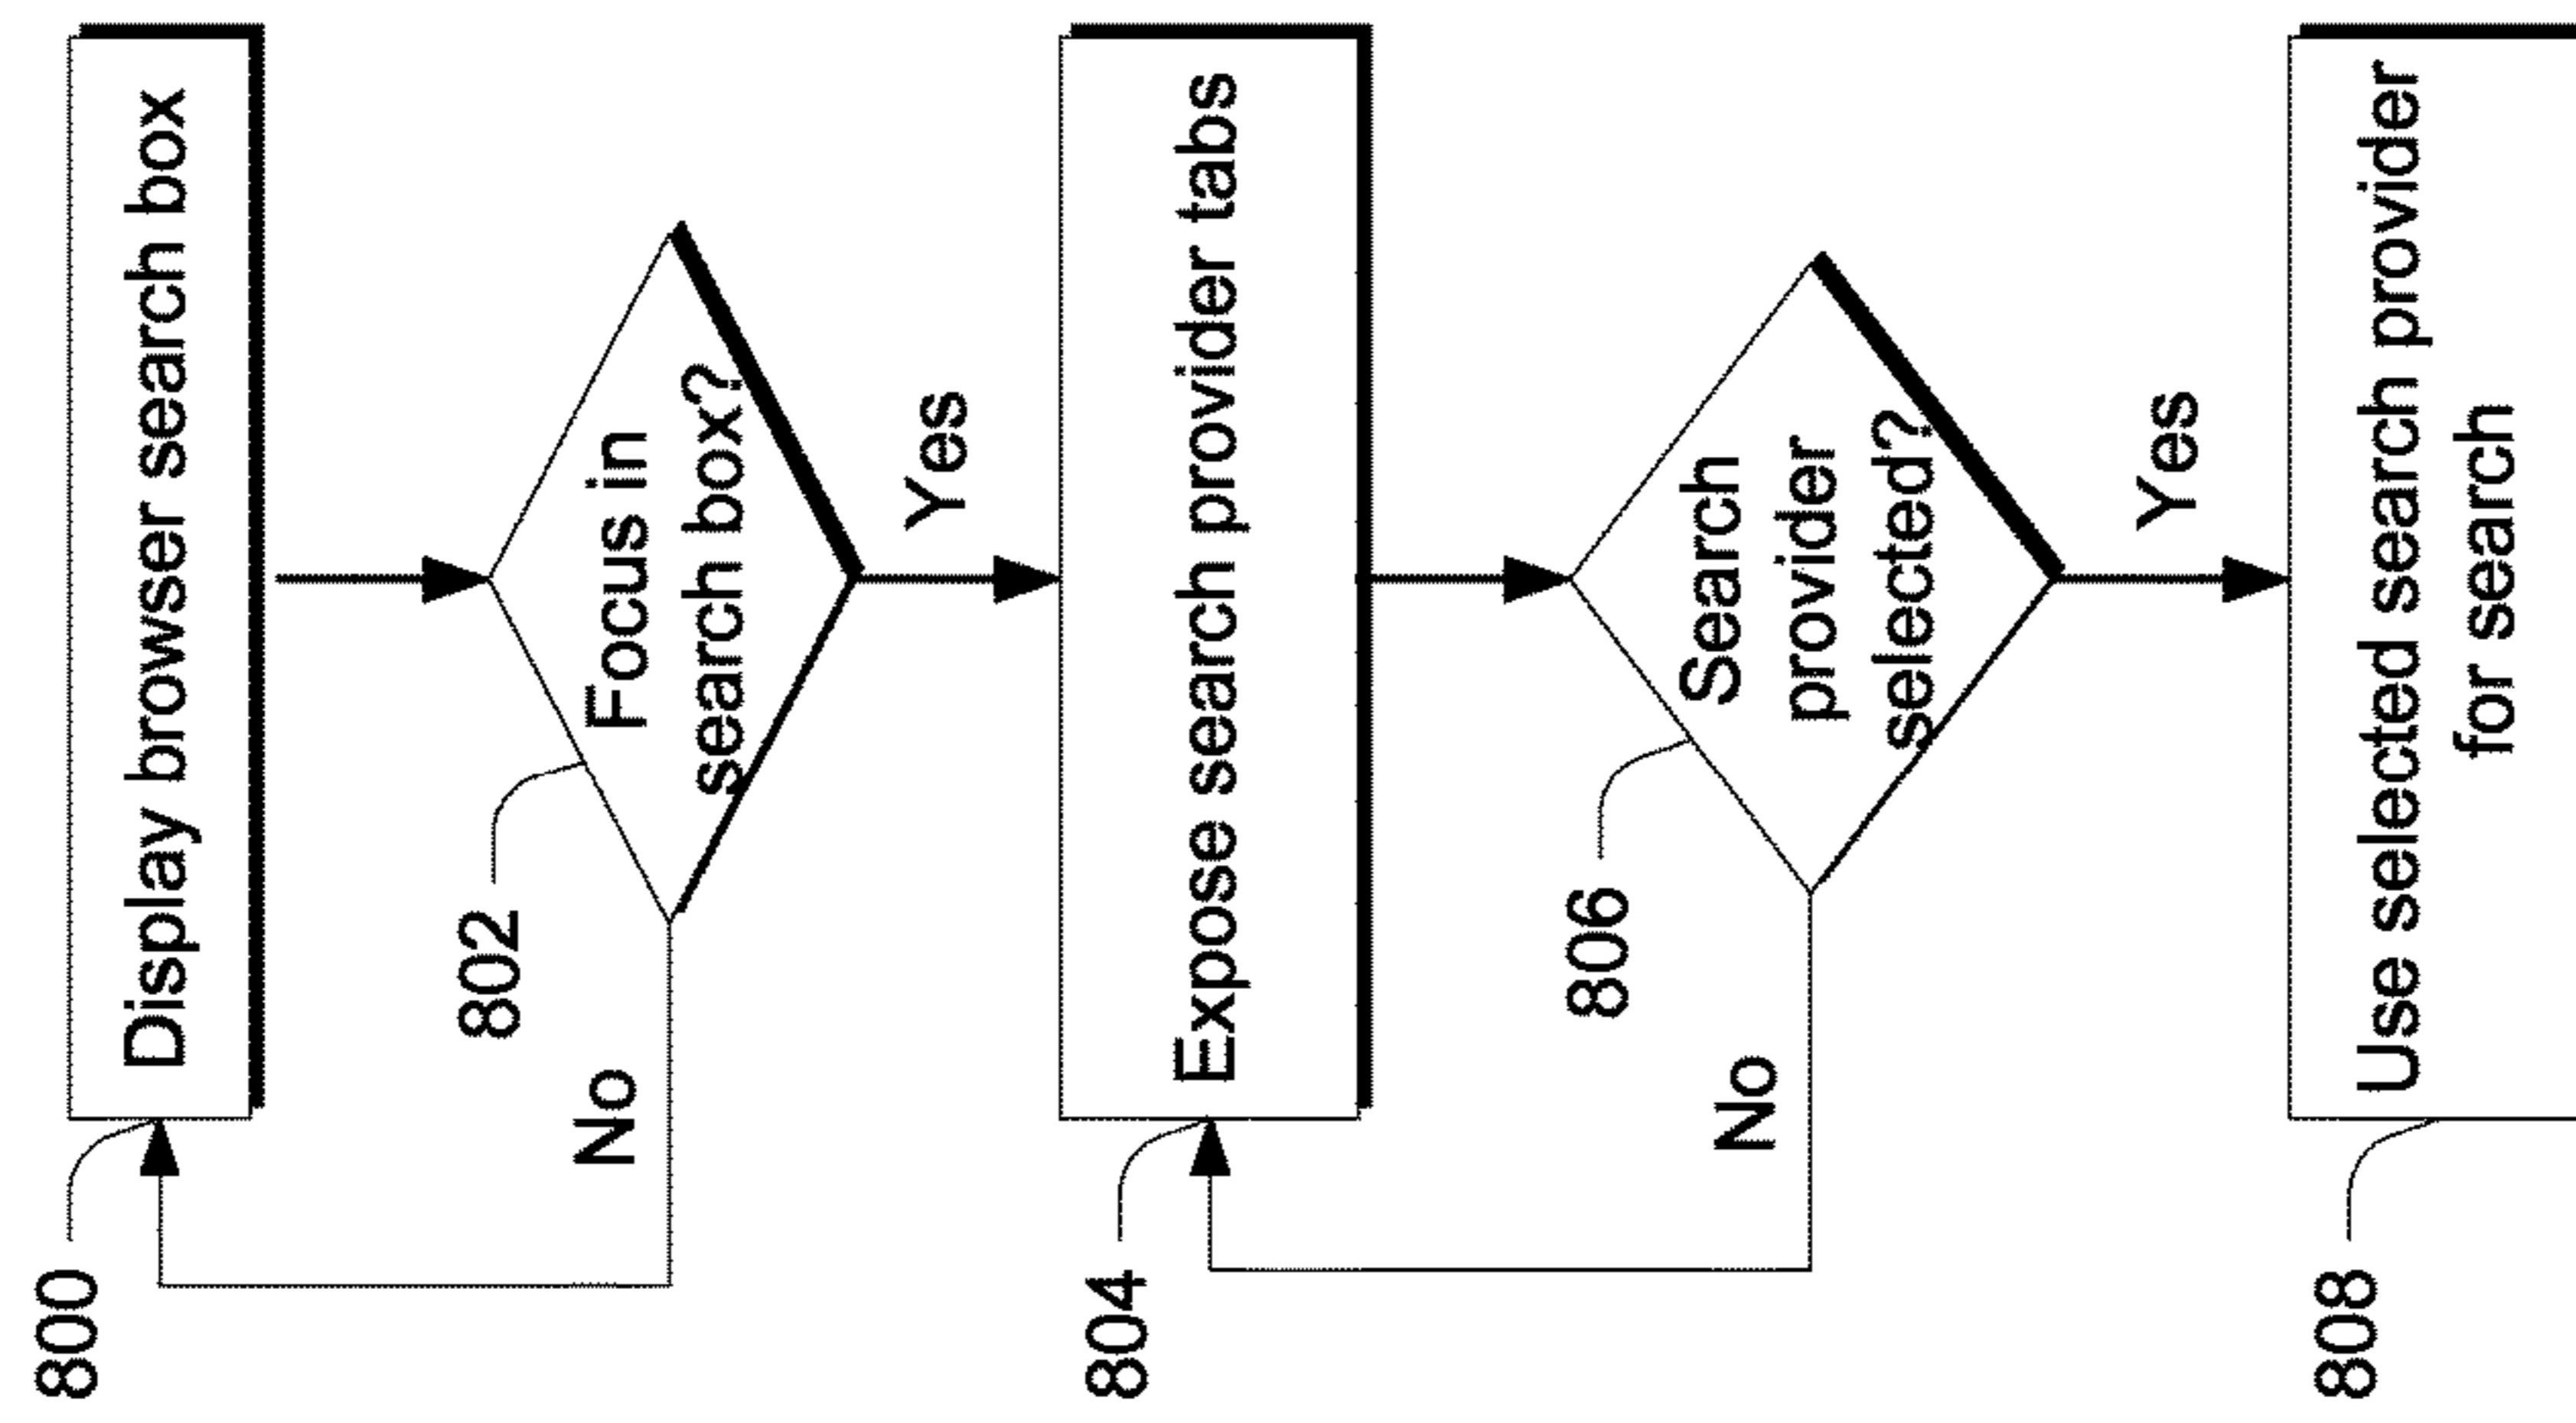 800
Display browser search box
802
Focus in
search box?
No
Yes
804
Expose search provider tabs
806
Search
provider
selected?
No
Yes
808
Use selected search provider
for search